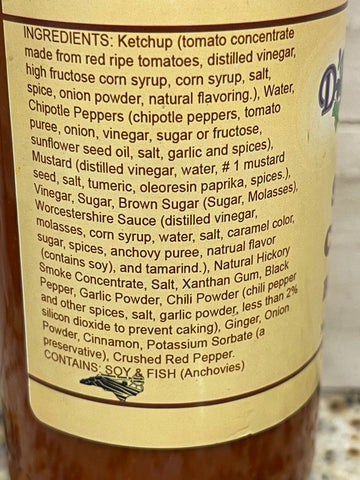 INGREDIENTS: Ketchup (tomato concentrate
made from red ripe tomatoes, distilled vinegar,
high fructose corn syrup, corn syrup, salt,
spice, onion powder, natural flavoring.), Water,
Chipotle Peppers (chipotle peppers, tomato
puree, onion, vinegar, sugar or fructose,
sunflower seed oil, salt, garlic and spices),
Mustard (distilled vinegar, water, # 1 mustard
seed, salt, tumeric, oleoresin paprika, spices.),
Vinegar, Sugar, Brown Sugar (Sugar, Molasses),
Worcestershire Sauce (distilled vinegar,
molasses, corn syrup, water, salt, caramel color,
sugar, spices, anchovy puree, natrual flavor
(contains soy), and tamarind.), Natural Hickory
Smoke Concentrate, Salt, Xanthan Gum, Black
Pepper, Garlic Powder, Chili Powder (chili pepper
and other spices, salt, garlic powder, less than 2%
silicon dioxide to prevent caking), Ginger, Onion
Powder, Cinnamon, Potassium Sorbate (a
preservative), Crushed Red Pepper.
CONTAINS: SOY & FISH (Anchovies)